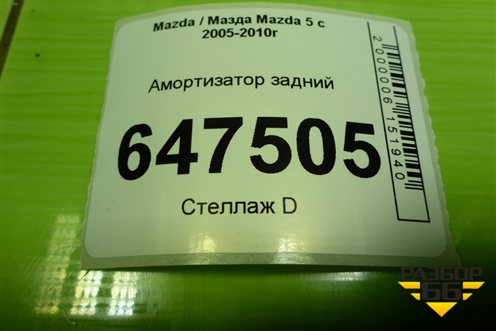 Mazda / Мазда Mazda 5 с
2005-2010г
Амортизатор задний
647505
Стеллаж D
2000006151940
РАЗБОР
66